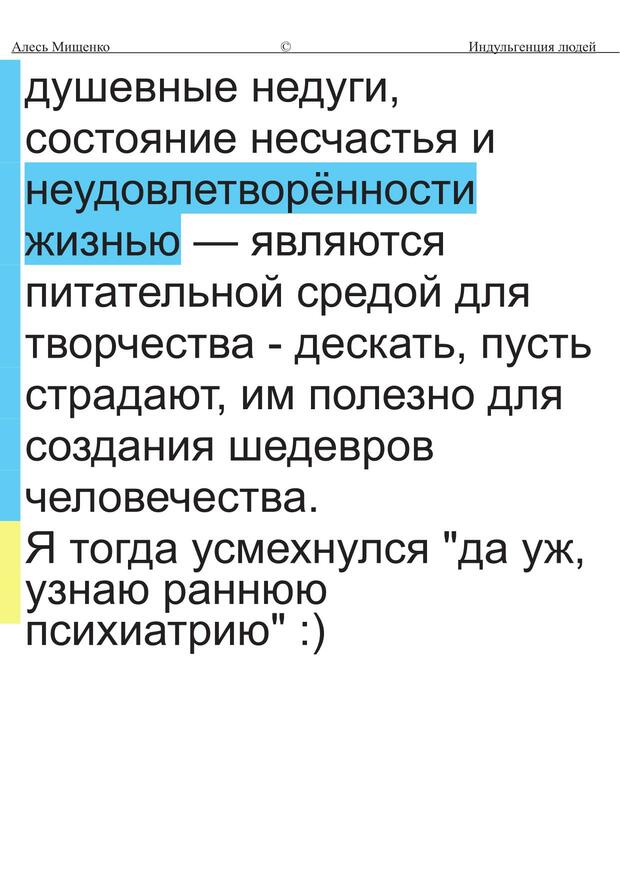 Алесь Мищенко © Индульгенция людей
душевные недуги,
состояние несчастья и
неудовлетворённости
жизнью — являются
питательной средой для
творчества - дескать, пусть
страдают, им полезно для
создания шедевров
человечества.
Я тогда усмехнулся "да уж,
узнаю раннюю
психиатрию" :)